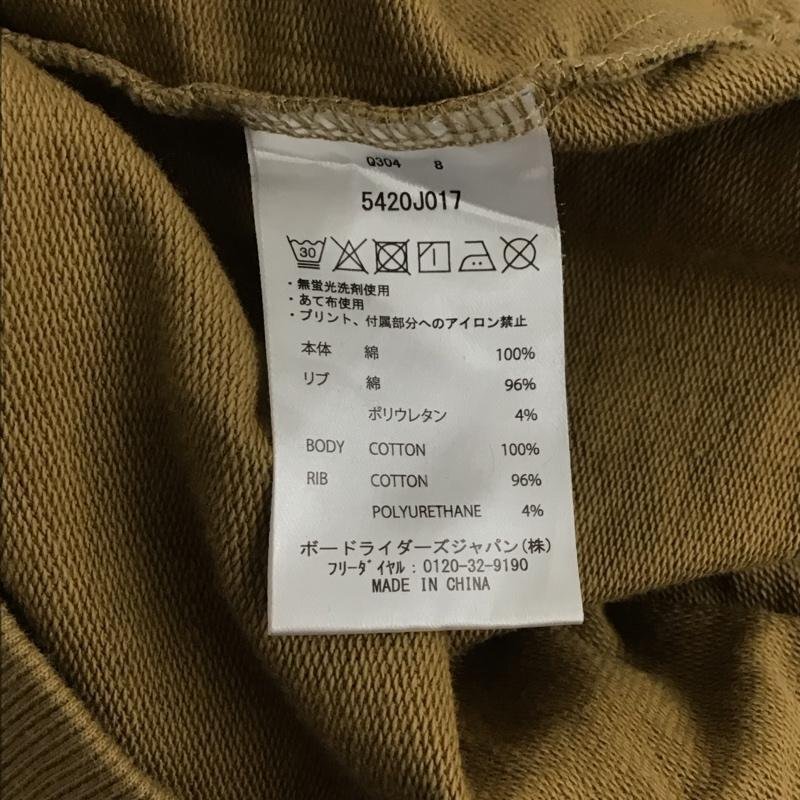 Q304 8
5420J017
30
・無蛍光洗剤使用
・あて布使用
・プリント、付属部分へのアイロン禁止
本体 綿 100%
リブ 綿 96%
ポリウレタン 4%
BODY COTTON 100%
RIB COTTON 96%
POLYURETHANE 4%
ボードライダーズジャパン(株)
フリーダイヤル:0120-32-9190
MADE IN CHINA